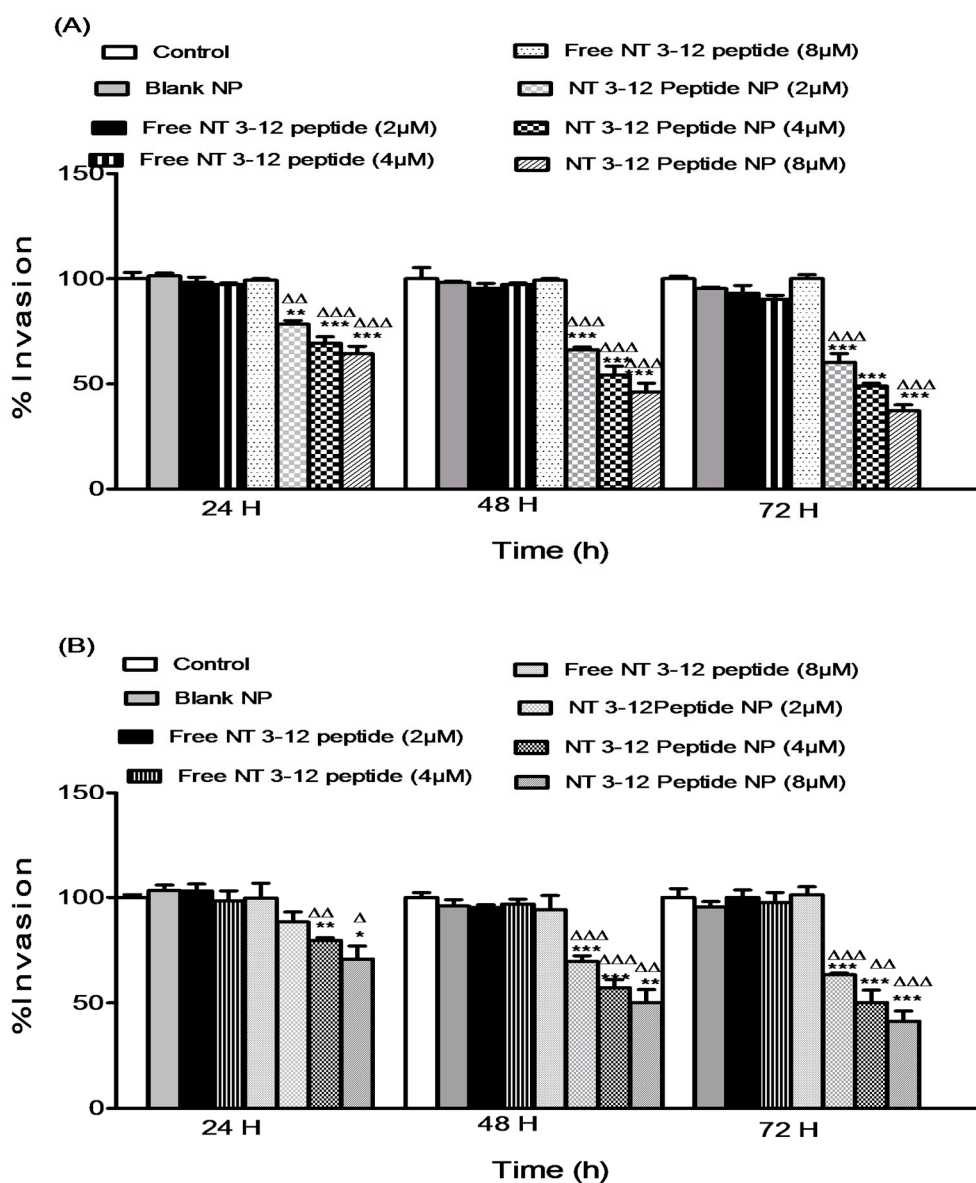 (A)
Control
Blank NP
Free NT 3-12 peptide (2µM)
Free NT 3-12 peptide (4µM)
Free NT 3-12 peptide (8µM)
NT 3-12 Peptide NP (2µM)
NT 3-12 Peptide NP (4µM)
NT 3-12 Peptide NP (8µM)
150
100
50
0
% Invasion
ΔΔ
**
ΔΔΔ
***
ΔΔΔ
***
ΔΔΔ
***
ΔΔΔ
***
ΔΔΔ
***
ΔΔΔ
***
***
ΔΔΔ
***
24 H
48 H
72 H
Time (h)
(B)
Control
Blank NP
Free NT 3-12 peptide (2µM)
Free NT 3-12 peptide (4µM)
Free NT 3-12 peptide (8µM)
NT 3-12Peptide NP (2µM)
NT 3-12 Peptide NP (4µM)
NT 3-12 Peptide NP (8µM)
150
100
50
0
%Invasion
ΔΔ
**
Δ
*
ΔΔΔ
***
ΔΔΔ
***
ΔΔ
**
ΔΔΔ
***
ΔΔ
***
ΔΔΔ
***
24 H
48 H
72 H
Time (h)